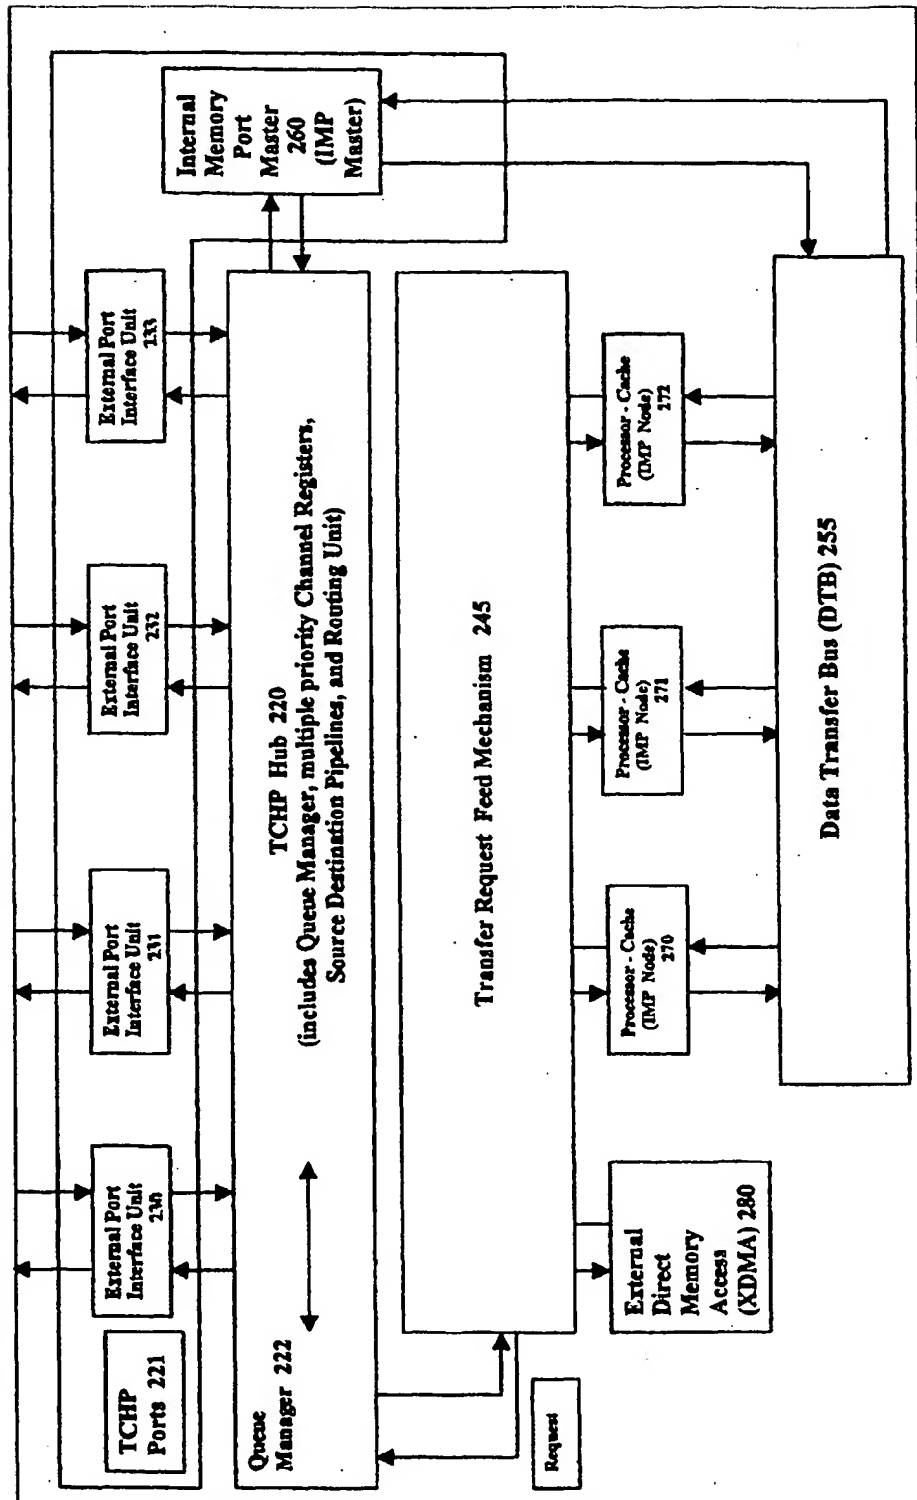 TCHP
Ports 221
External Port
Interface Unit
230
External Port
Interface Unit
231
External Port
Interface Unit
232
External Port
Interface Unit
233
Internal
Memory
Port
Master
260
(IMP
Master)
Queue
Manager 222
TCHP Hub 220
(includes Queue Manager, multiple priority Channel Registers,
Source Destination Pipelines, and Routing Unit)
Request
Transfer Request Feed Mechanism 245
External
Direct
Memory
Access
(XDMA) 280
Processor - Cache
(IMP Node)
270
Processor - Cache
(IMP Node)
271
Processor - Cache
(IMP Node)
272
Data Transfer Bus (DTB) 255